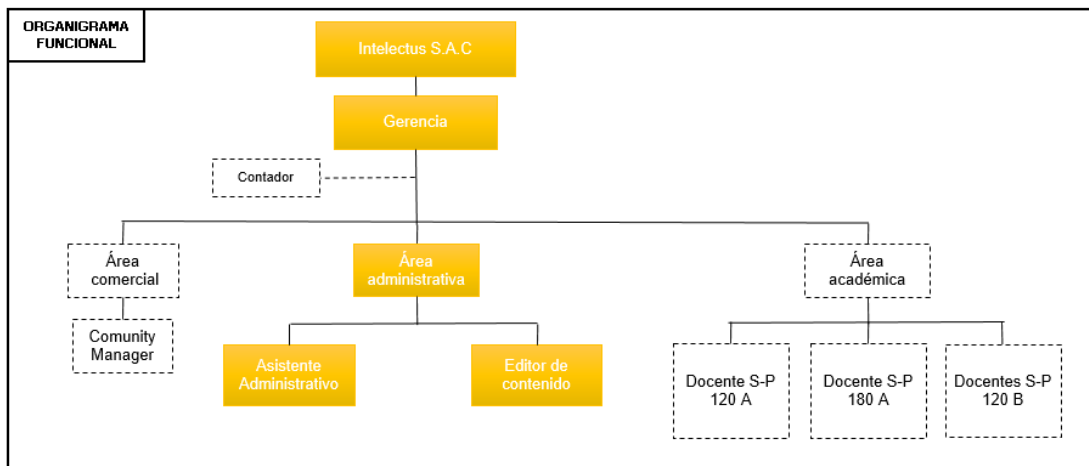 ORGANIGRAMA
FUNCIONAL
Intelectus S.A.C
Gerencia
Contador
Área
comercial
Área
administrativa
Área
académica
Comunity
Manager
Asistente
Administrativo
Editor de
contenido
Docente S-P
120 A
Docente S-P
180 A
Docentes S-P
120 B